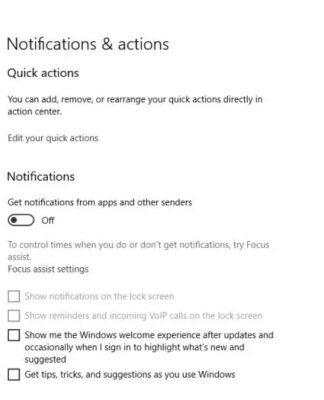 Notifications & actions
Quick actions
You can add, remove, or rearrange your quick actions directly in
action center.
Edit your quick actions
Notifications
Get notifications from apps and other senders
Off
To control times when you do or don't get notifications, try Focus
assist.
Focus assist settings
Show notifications on the lock screen
Show reminders and incoming VoIP calls on the lock screen
Show me the Windows welcome experience after updates and
occasionally when I sign in to highlight what's new and
suggested
Get tips, tricks, and suggestions as you use Windows